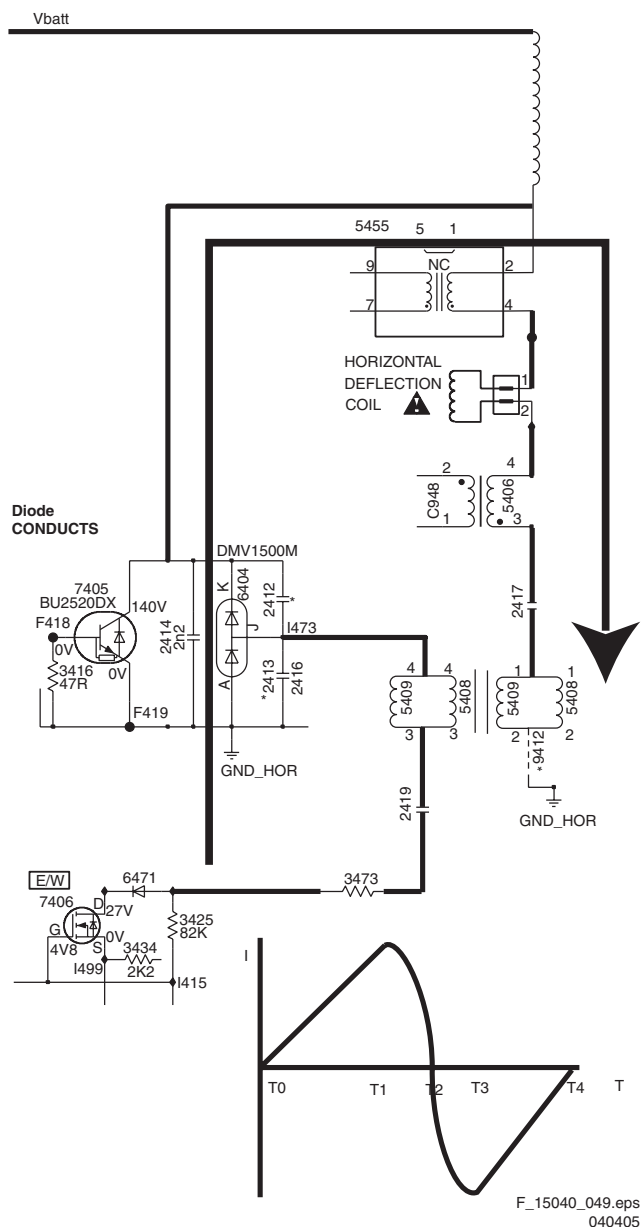 Vbatt
5455 5 1
9 NC 2
7 4
HORIZONTAL
DEFLECTION
COIL
1
2
2 4
C948 5406
1 3
Diode
CONDUCTS
DMV1500M
7405
BU2520DX
140V
F418
0V
0V
3416
47R
F419
2414
2n2
K
6404
J
A
2412
*
I473
*2413
2416
GND_HOR
2417
4 4 1 1
5409 5408 5409 5408
3 3 2 2
*9412
GND_HOR
2419
E/W
6471
3473
7406
D
27V
G
0V
S
4V8
3425
82K
3434
2K2
I499
I415
I
T0 T1 T2 T3 T4 T
F_15040_049.eps
040405